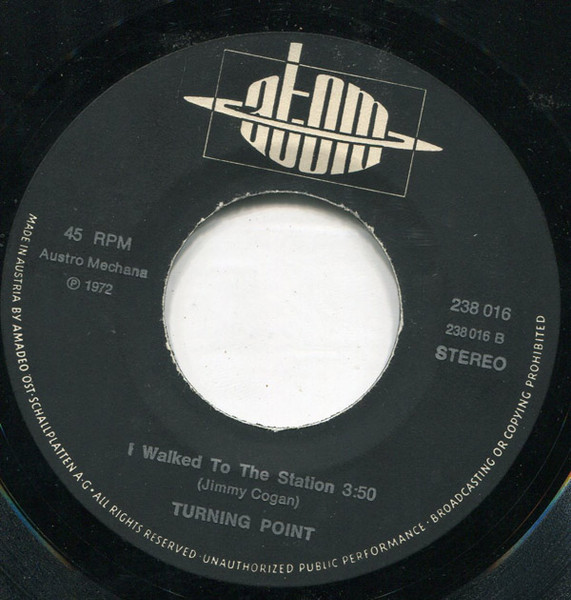 atom
45 RPM
Austro Mechana
℗ 1972
238 016
238 016 B
STEREO
I Walked To The Station 3:50
(Jimmy Cogan)
TURNING POINT
MADE IN AUSTRIA BY AMADEO ÖST·SCHALLPLATTEN A·G· ALL RIGHTS RESERVED · UNAUTHORIZED PUBLIC PERFORMANCE · BROADCASTING OR COPYING PROHIBITED